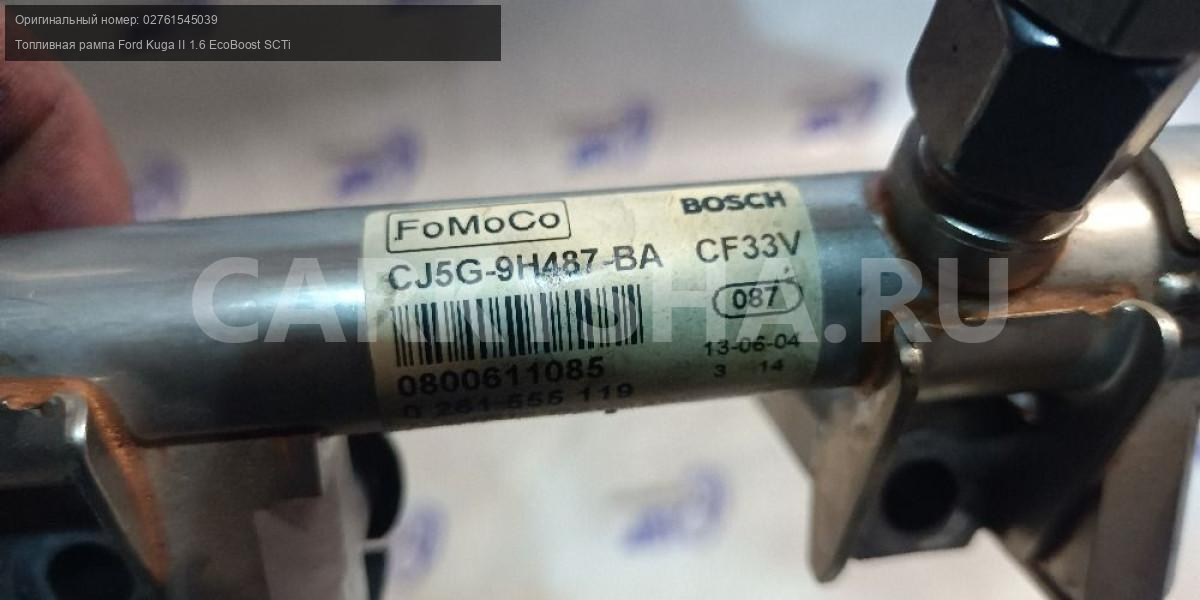 Оригинальный номер: 02761545039
Топливная рампа Ford Kuga II 1.6 EcoBoost SCTi
FoMoCo BOSCH
CJ5G-9H487-BA CF33V
087
13-06-04
0800611085 3 14
0 261 555 119
CARAKUSHA.RU